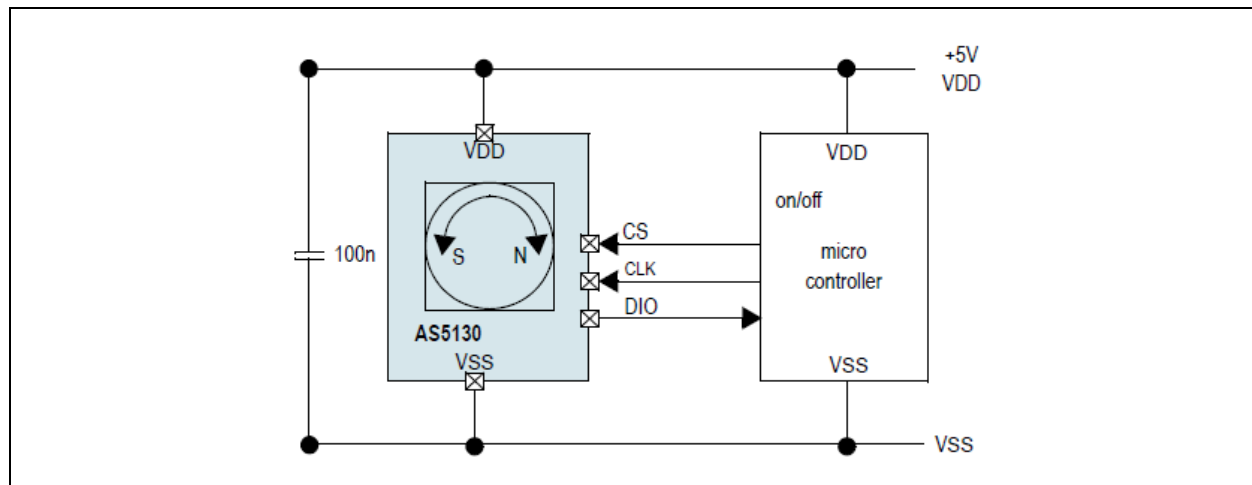 +5V
VDD
VDD
VDD
on/off
CS
100n
S
N
micro
CLK
controller
DIO
AS5130
VSS
VSS
VSS